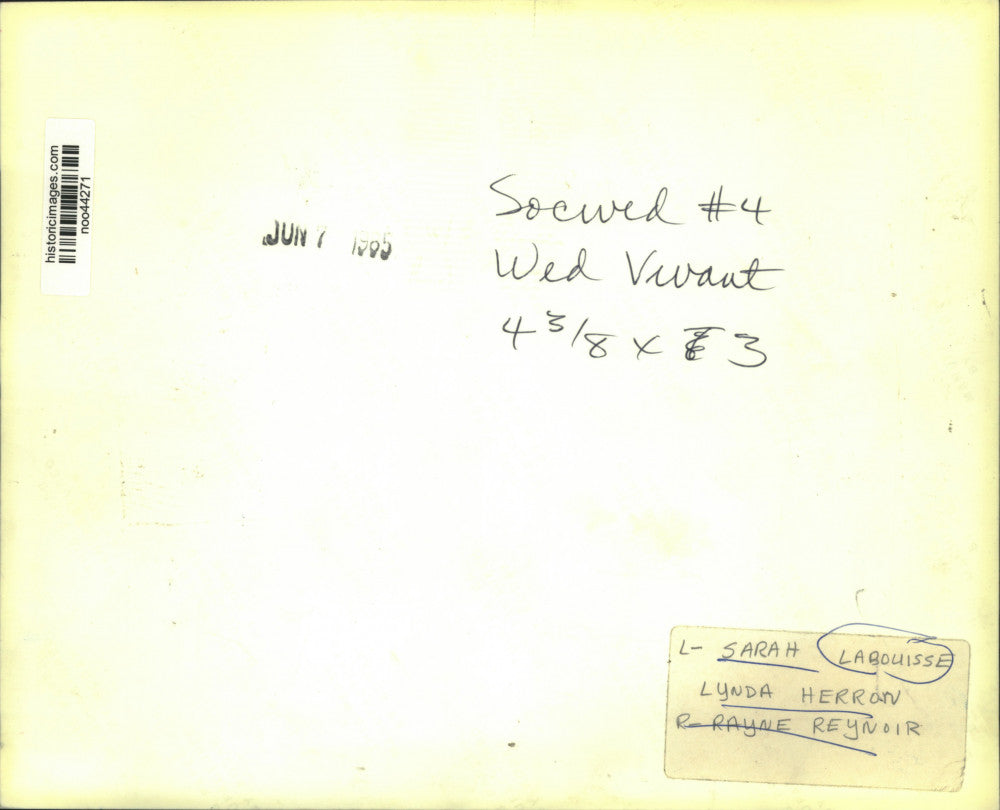 historicimages.com
noo44271
JUN 7 1985
Socwed #4
Wed Vivant
4 3/8 x 3
L- SARAH LABOUISSE
LYNDA HERRON
R- RAYNE REYNOIR